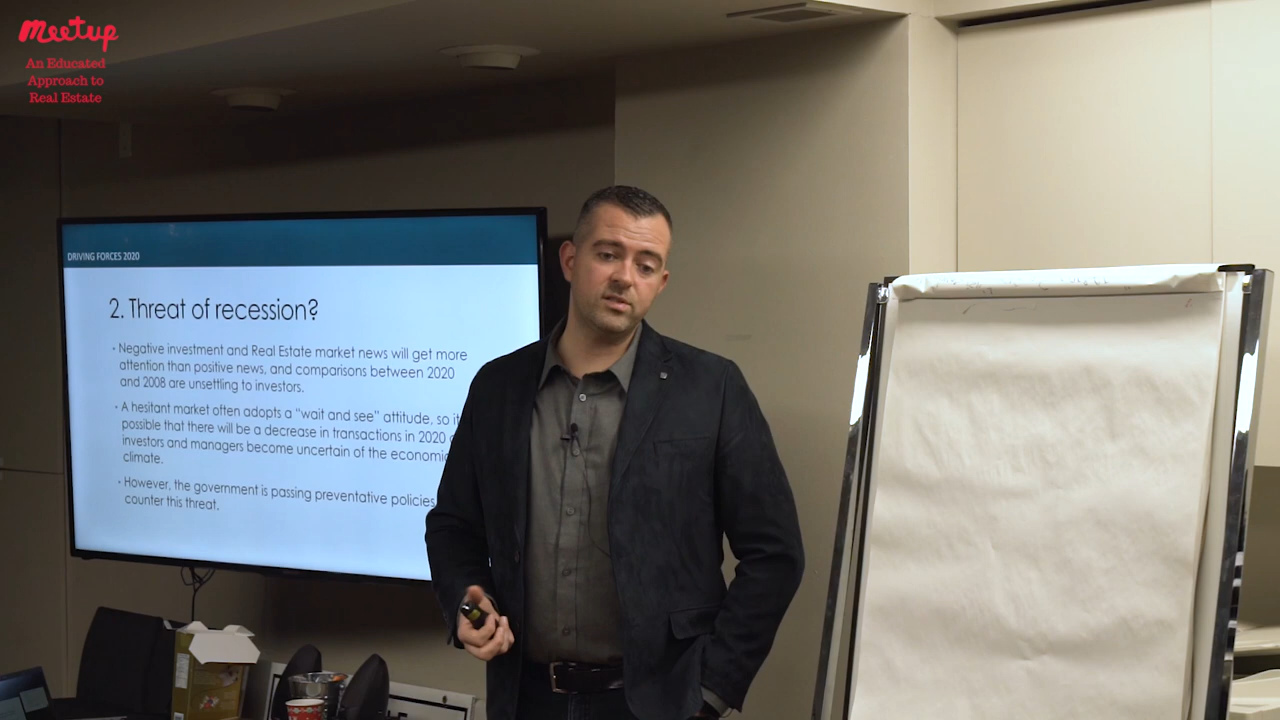 Meetup
An Educated
Approach to
Real Estate
DRIVING FORCES 2020
2. Threat of recession?
• Negative investment and Real Estate market news will get more
attention than positive news, and comparisons between 2020
and 2008 are unsettling to investors.
• A hesitant market often adopts a "wait and see" attitude, so it
possible that there will be a decrease in transactions in 2020
investors and managers become uncertain of the economic
climate.
• However, the government is passing preventative policies
counter this threat.